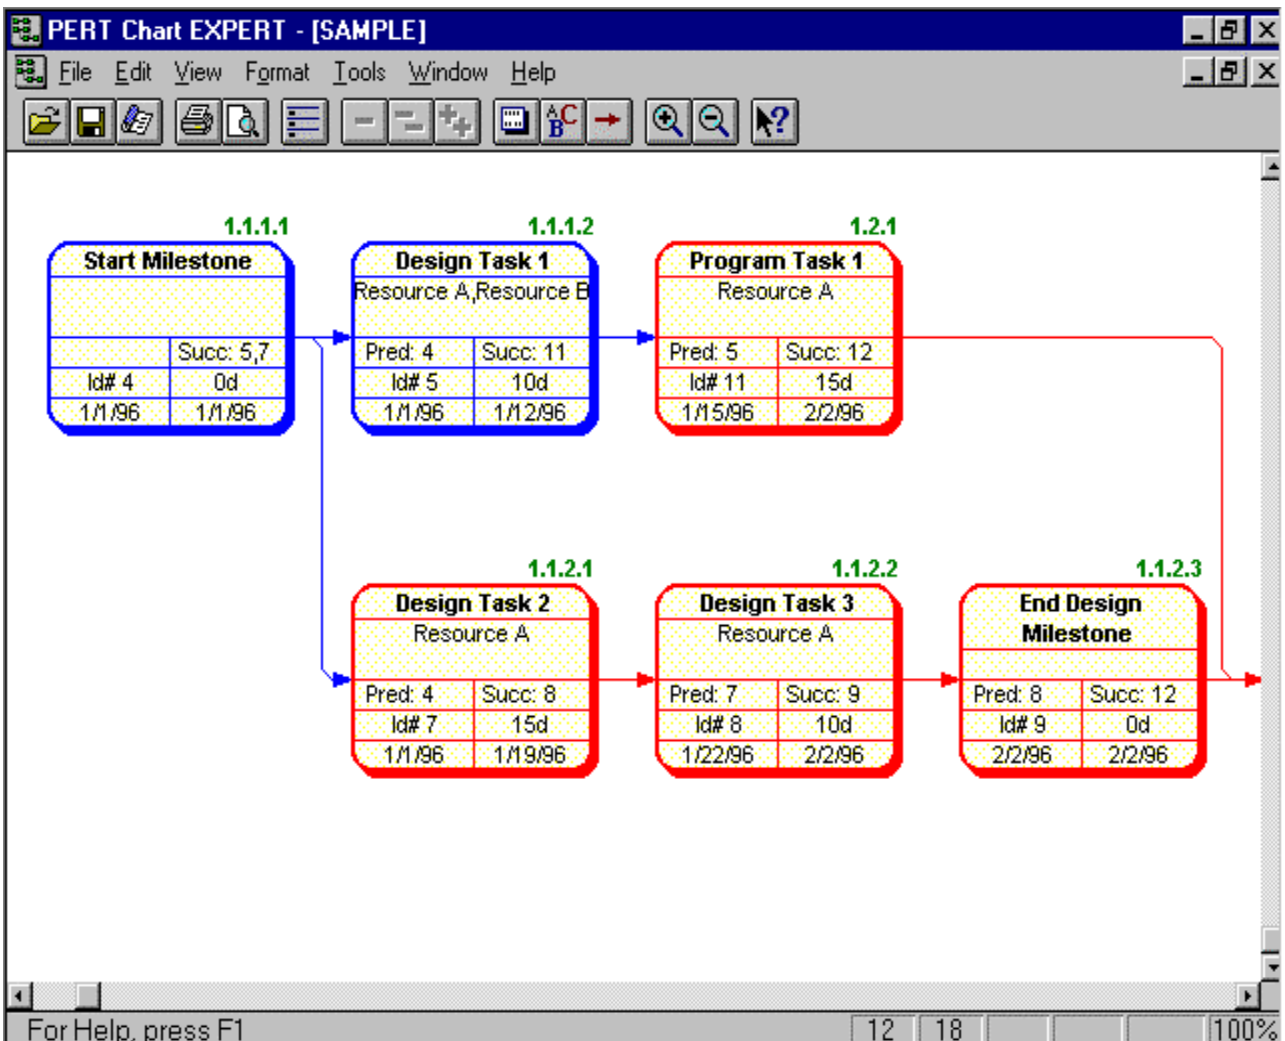 PERT Chart EXPERT - [SAMPLE]
File Edit View Format Tools Window Help
ABC
?
1.1.1.1
Start Milestone
Succ: 5,7
Id# 4 0d
1/1/96 1/1/96
1.1.1.2
Design Task 1
Resource A,Resource B
Pred: 4 Succ: 11
Id# 5 10d
1/1/96 1/12/96
1.2.1
Program Task 1
Resource A
Pred: 5 Succ: 12
Id# 11 15d
1/15/96 2/2/96
1.1.2.1
Design Task 2
Resource A
Pred: 4 Succ: 8
Id# 7 15d
1/1/96 1/19/96
1.1.2.2
Design Task 3
Resource A
Pred: 7 Succ: 9
Id# 8 10d
1/22/96 2/2/96
1.1.2.3
End Design
Milestone
Pred: 8 Succ: 12
Id# 9 0d
2/2/96 2/2/96
For Help, press F1 12 18 100%